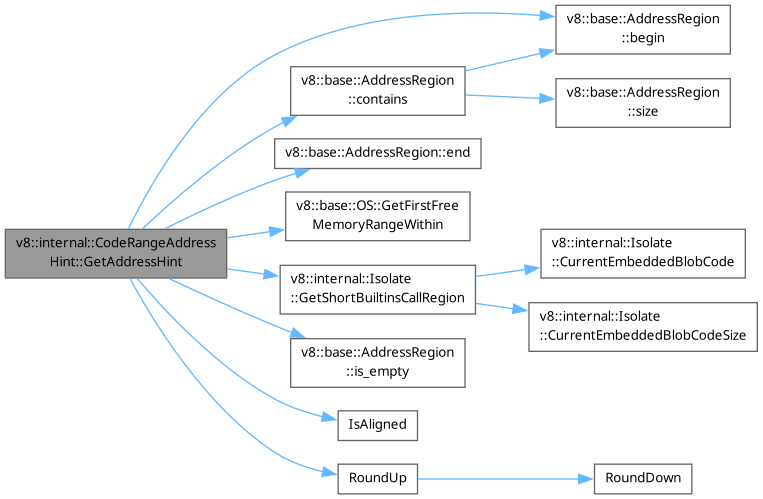 v8::base::AddressRegion
::begin
v8::base::AddressRegion
::contains
v8::base::AddressRegion
::size
v8::base::AddressRegion::end
v8::base::OS::GetFirstFree
MemoryRangeWithin
v8::internal::CodeRangeAddress
Hint::GetAddressHint
v8::internal::Isolate
::CurrentEmbeddedBlobCode
v8::internal::Isolate
::GetShortBuiltinsCallRegion
v8::internal::Isolate
::CurrentEmbeddedBlobCodeSize
v8::base::AddressRegion
::is_empty
IsAligned
RoundUp
RoundDown